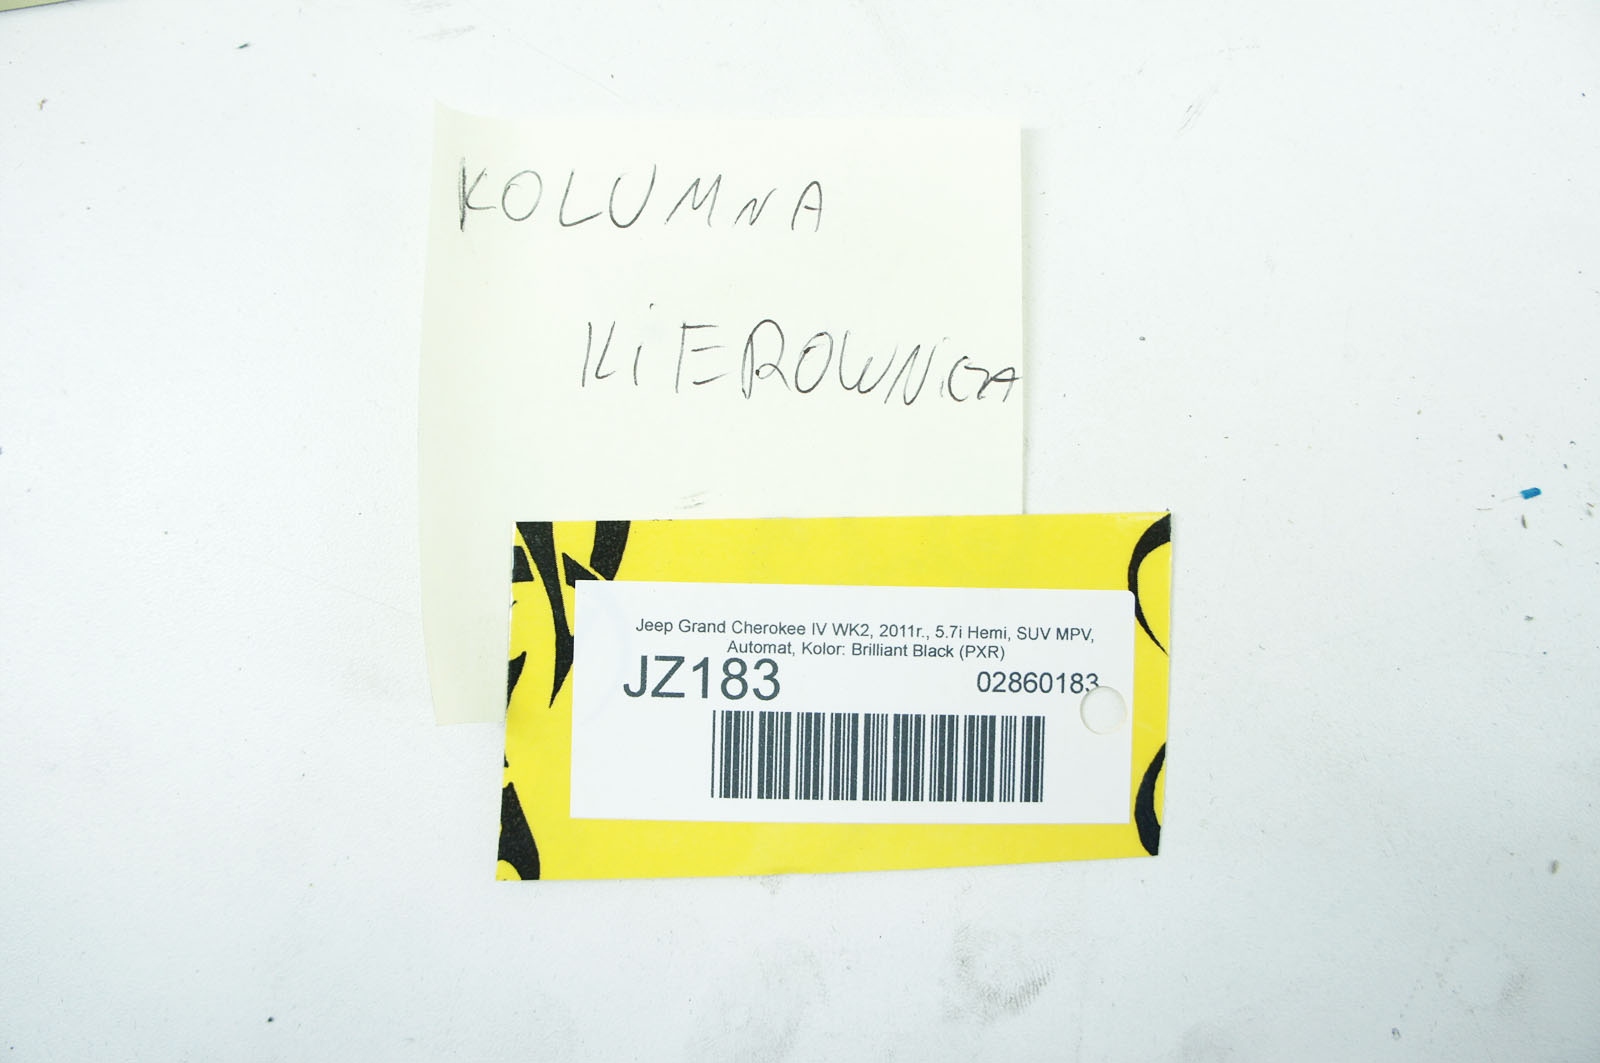 KOLUMNA
KiEROWNiCZA
Jeep Grand Cherokee IV WK2, 2011r., 5.7i Hemi, SUV MPV,
Automat, Kolor: Brilliant Black (PXR)
JZ183
02860183